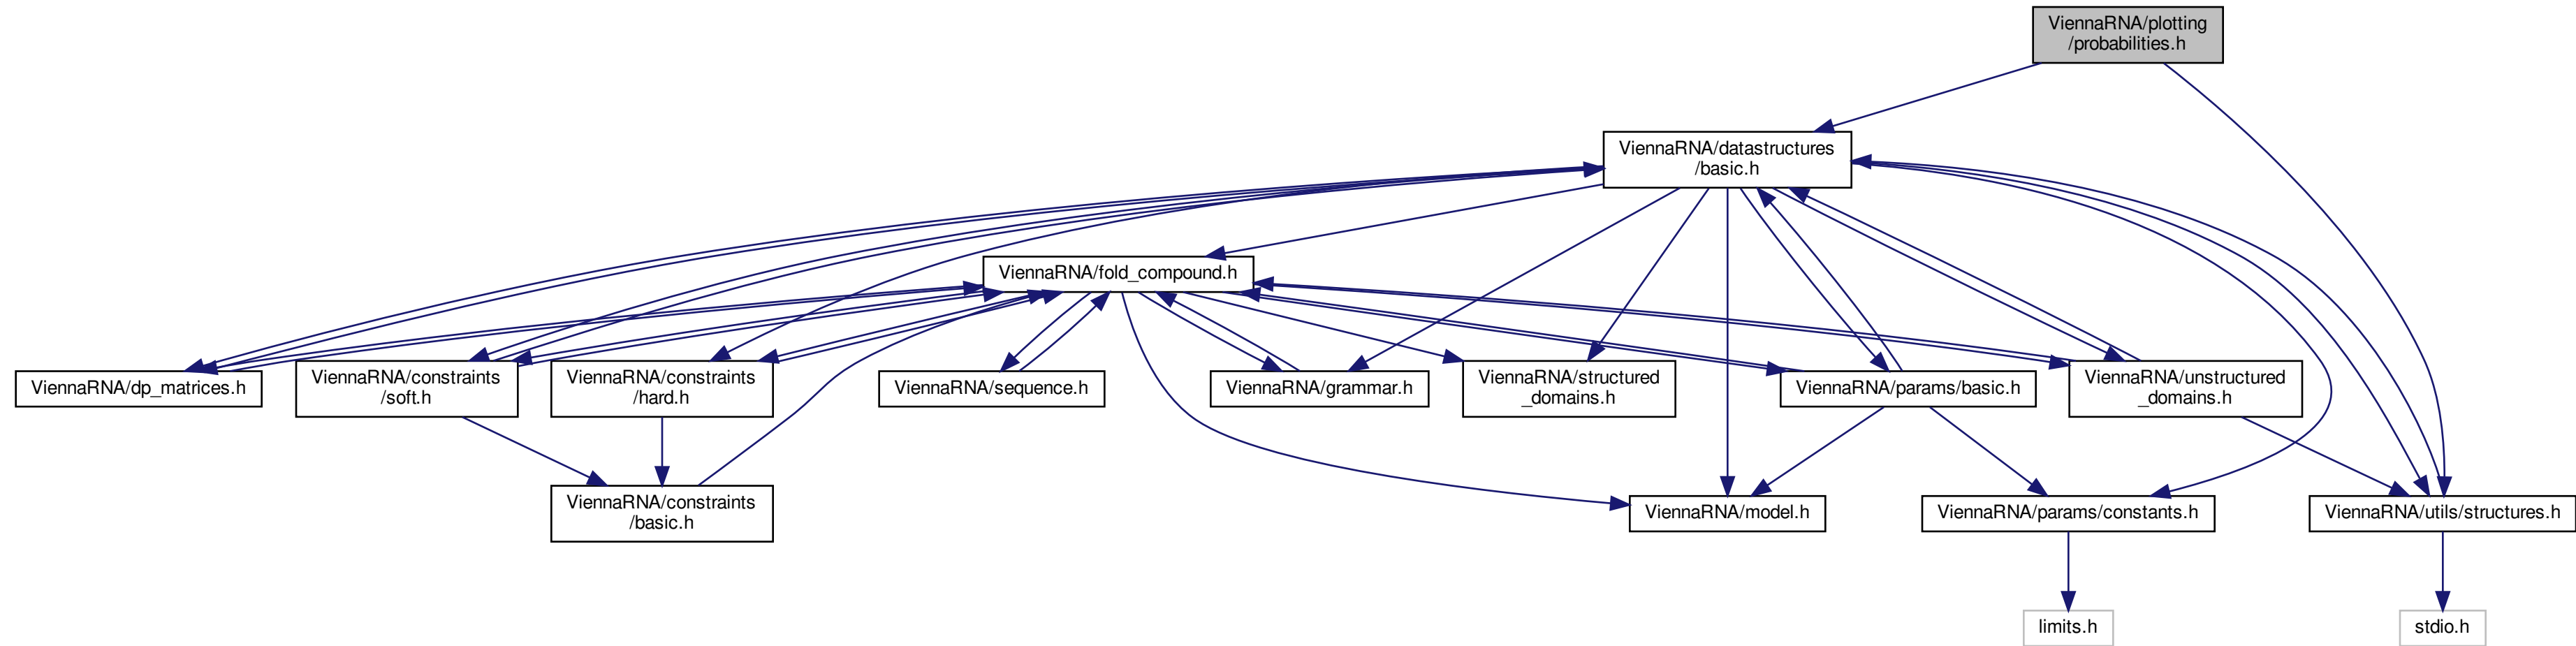 ViennaRNA/plotting
/probabilities.h
ViennaRNA/datastructures
/basic.h
ViennaRNA/fold_compound.h
ViennaRNA/dp_matrices.h
ViennaRNA/constraints
/soft.h
ViennaRNA/constraints
/hard.h
ViennaRNA/sequence.h
ViennaRNA/grammar.h
ViennaRNA/structured
_domains.h
ViennaRNA/params/basic.h
ViennaRNA/unstructured
_domains.h
ViennaRNA/constraints
/basic.h
ViennaRNA/model.h
ViennaRNA/params/constants.h
ViennaRNA/utils/structures.h
limits.h
stdio.h